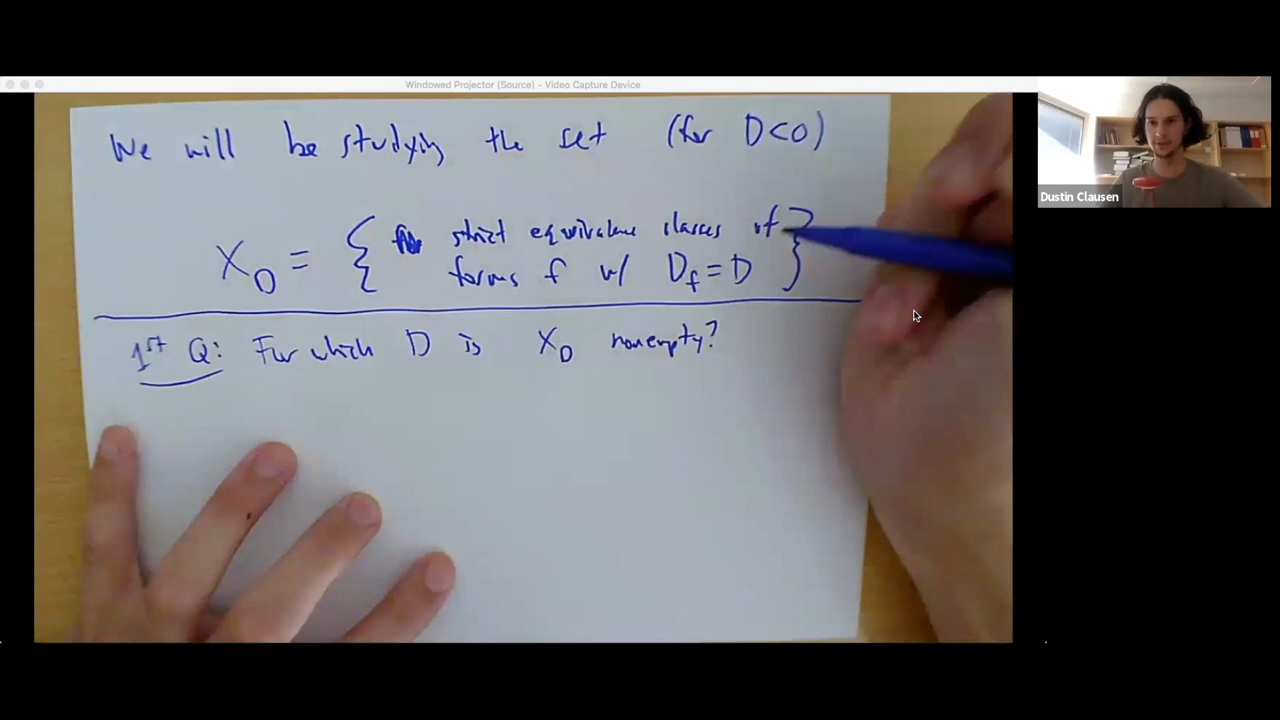 Windowed Projector (Source) - Video Capture Device
We will be studying the set (for D<0)
X_D = { strict equivalence classes of
forms f w/ D_f = D }
1st Q: For which D is X_D nonempty?
Dustin Clausen